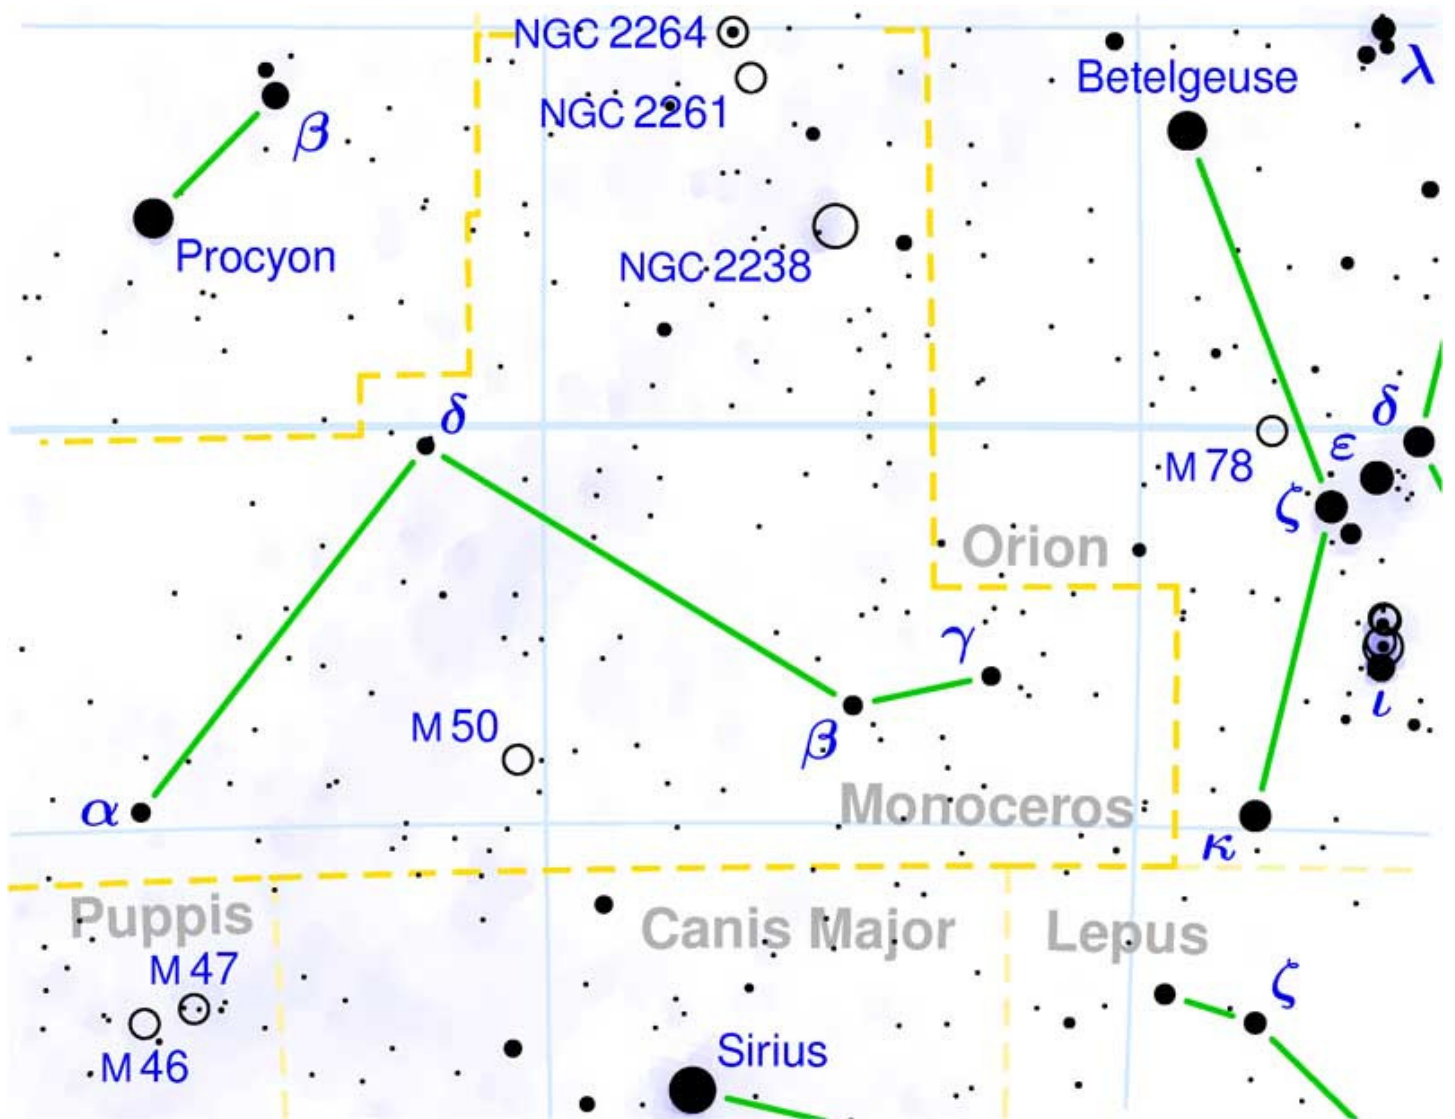 NGC 2264
λ
Betelgeuse
NGC 2261
β
Procyon
NGC 2238
δ
δ
ε
M 78
ζ
Orion
γ
M 50
β
ι
α
Monoceros
κ
Puppis
Canis Major
Lepus
M 47
ζ
M 46
Sirius